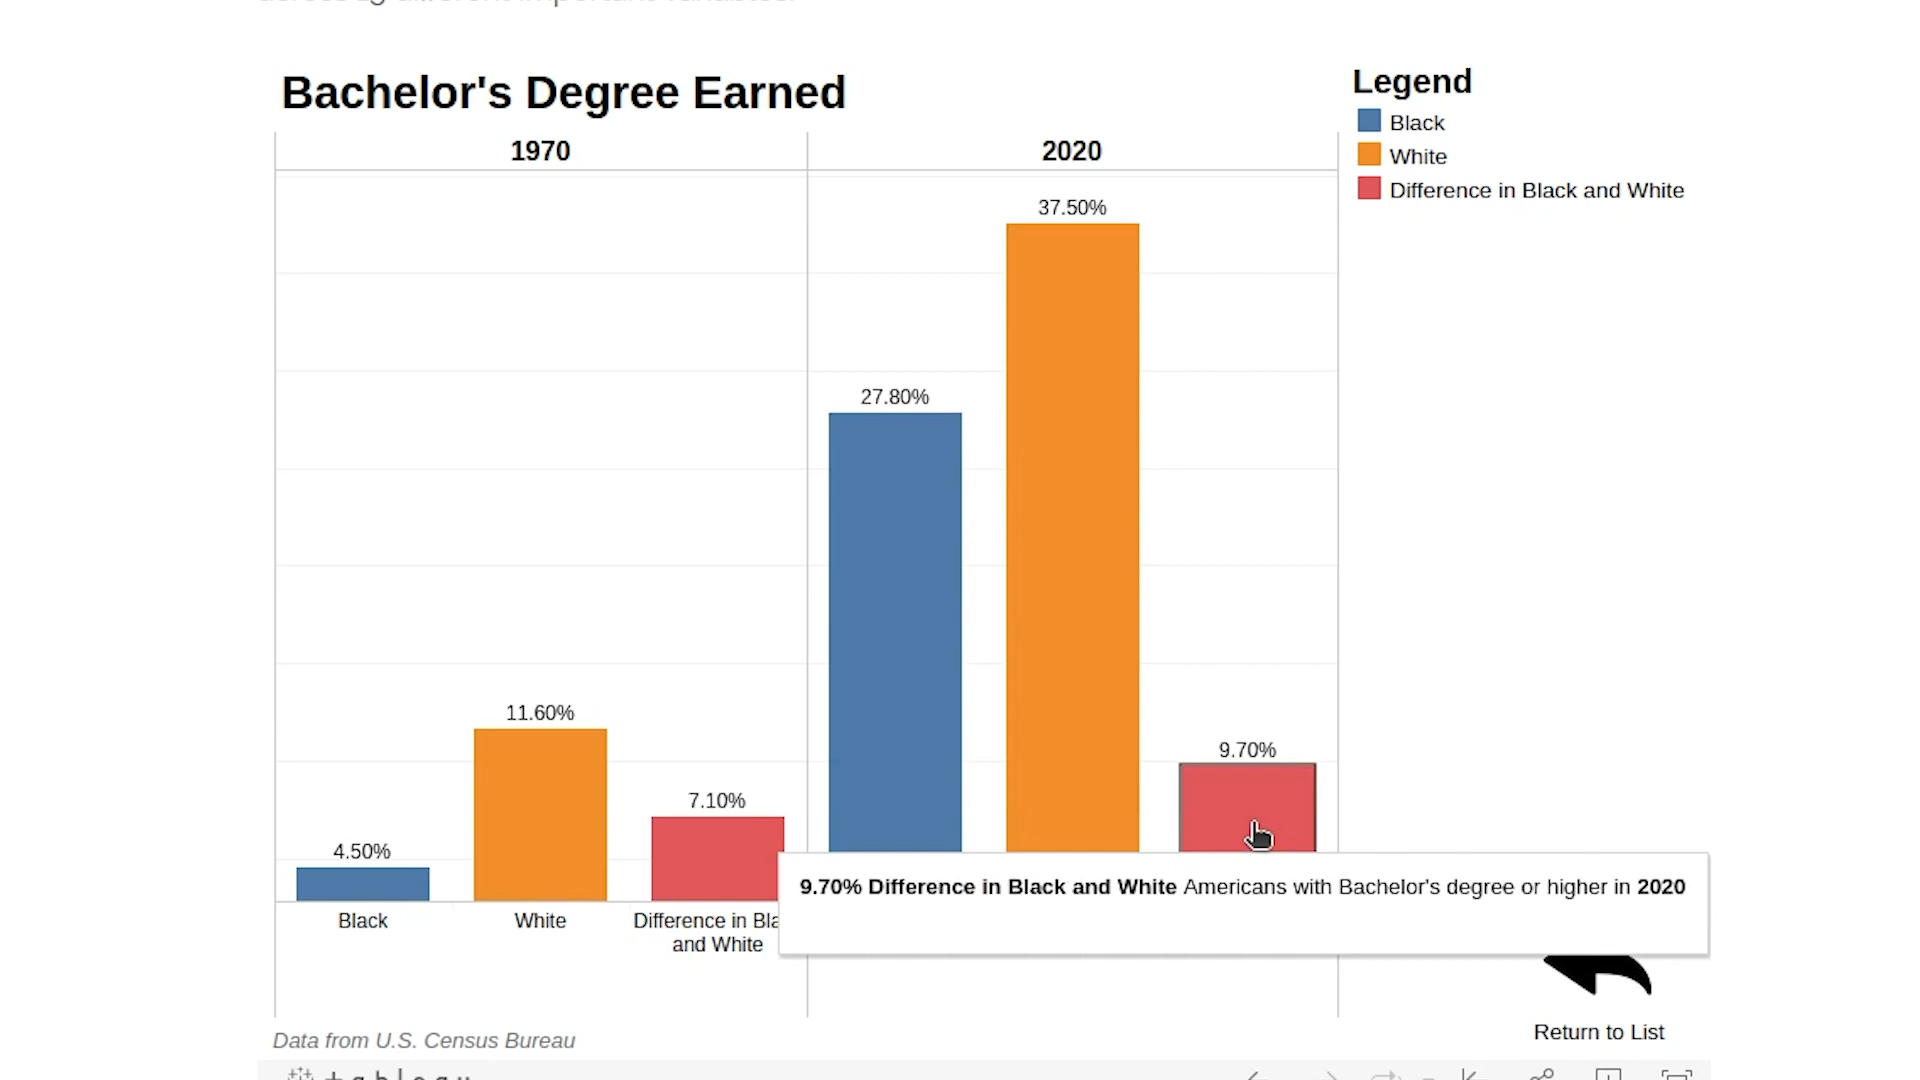 Bachelor's Degree Earned
Legend
Black
White
Difference in Black and White
1970
2020
37.50%
27.80%
11.60%
9.70%
7.10%
4.50%
9.70% Difference in Black and White Americans with Bachelor's degree or higher in 2020
Black
White
Difference in
and White
Return to List
Data from U.S. Census Bureau